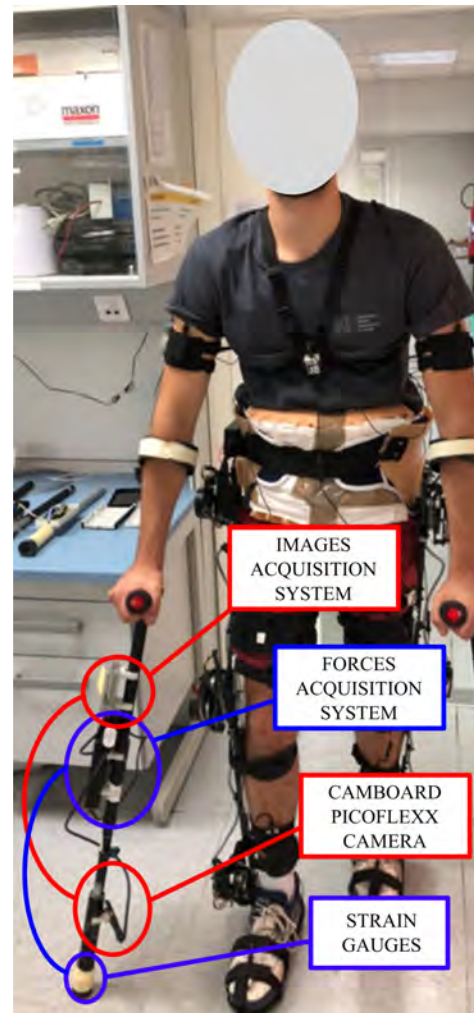 maxon
IMAGES
ACQUISITION
SYSTEM
FORCES
ACQUISITION
SYSTEM
CAMBOARD
PICOFLEXX
CAMERA
STRAIN
GAUGES